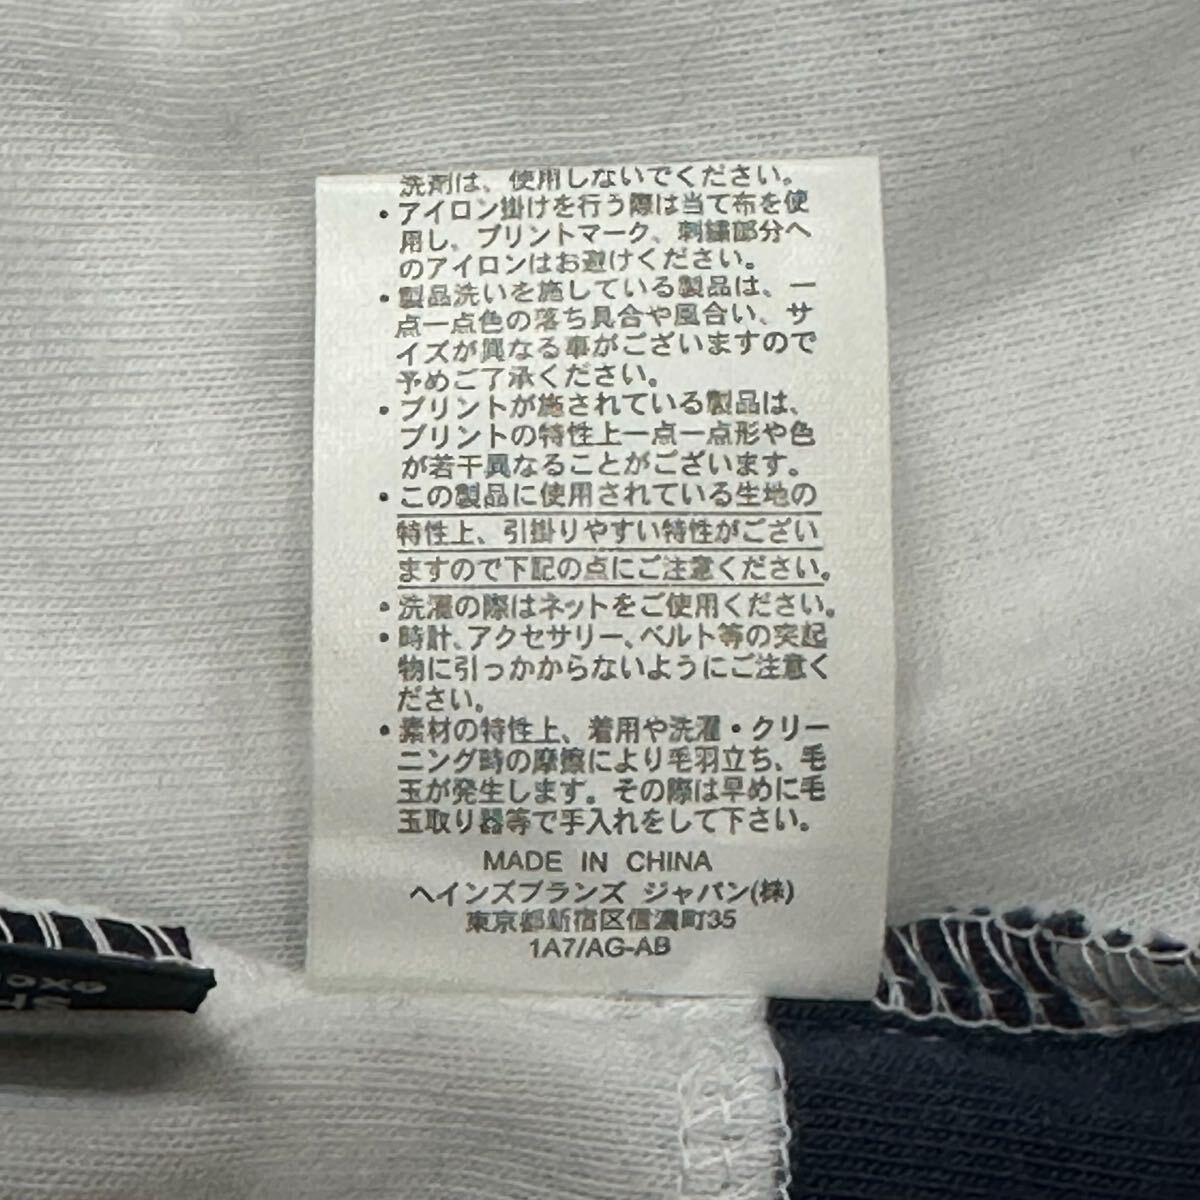 洗剤は、使用しないでください。
・アイロン掛けを行う際は当て布を使
用し、プリントマーク、刺繍部分へ
のアイロンはお避けください。
・製品洗いを施している製品は、一
点一点色の落ち具合や風合い、サ
イズが異なる事がございますので
予めご了承ください。
・プリントが施されている製品は、
プリントの特性上一点一点形や色
が若干異なることがございます。
・この製品に使用されている生地の
特性上、引掛りやすい特性がござい
ますので下記の点にご注意ください。
・洗濯の際はネットをご使用ください。
・時計、アクセサリー、ベルト等の突起
物に引っかからないようにご注意く
ださい。
・素材の特性上、着用や洗濯・クリー
ニング時の摩擦により毛羽立ち、毛
玉が発生します。その際は早めに毛
玉取り器等で手入れをして下さい。
MADE IN CHINA
ヘインズブランズ ジャパン(株)
東京都新宿区信濃町35
1A7/AG-AB